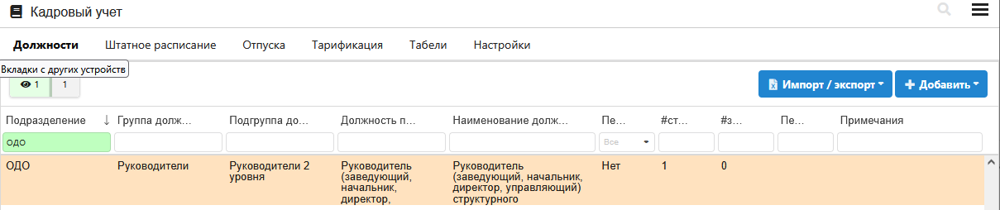 Кадровый учет
Должности Штатное расписание Отпуска Тарификация Табели Настройки
Вкладки с других устройств
1 1 Импорт / экспорт Добавить
Подразделение Группа долж... Подгруппа до... Должность п... Наименование долж... Пе... #ст... #з... Пе... Примечания
ОДО Все
ОДО Руководители Руководители 2 Руководитель Руководитель Нет 1 0
уровня (заведующий, (заведующий, начальник,
начальник, директор, управляющий)
директор, структурного